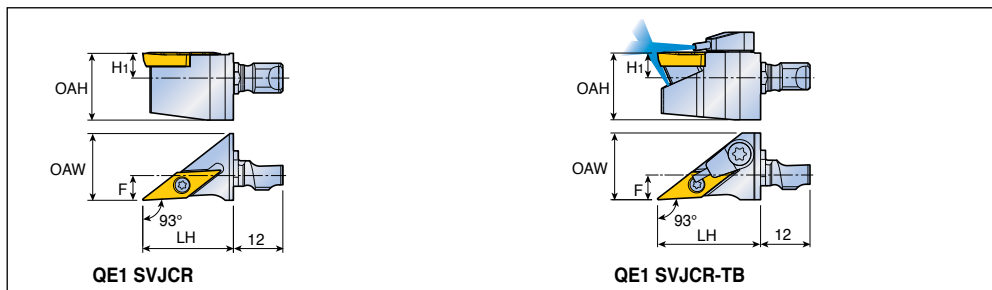 H1
OAH
OAW
F
93°
LH
12
QE1 SVJCR
H1
OAH
OAW
F
93°
LH
12
QE1 SVJCR-TB